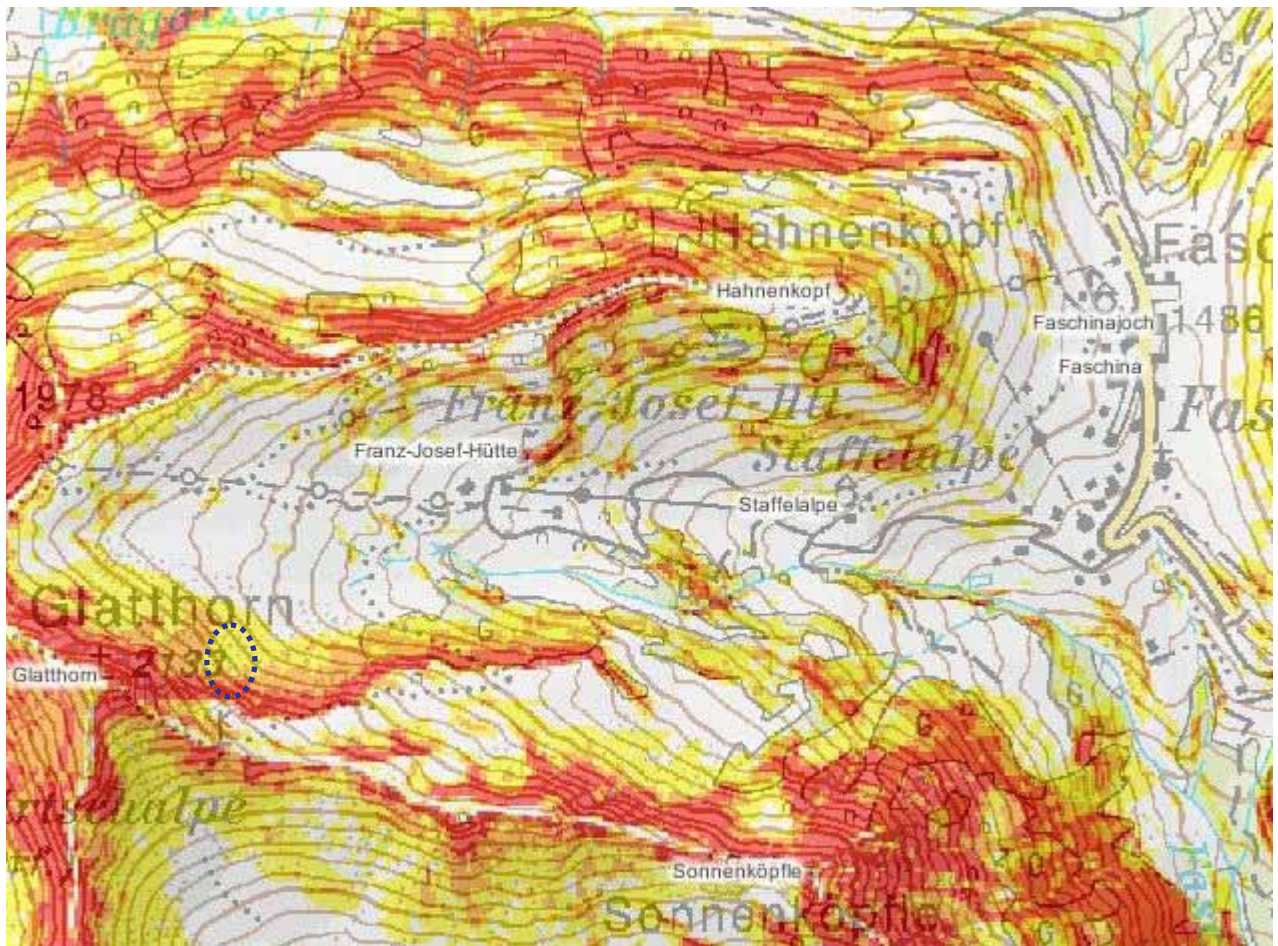 Hahnenkopf
Fasc
Hahnenkopf
Faschinajoch
1486
Faschina
1978
Franz-Josef-Htt.
Fas
Franz-Josef-Hütte
Staffelalpe
Staffelalpe
Glatthorn
G
Glatthorn
Sonnenköpfle
Sonnenköpfle